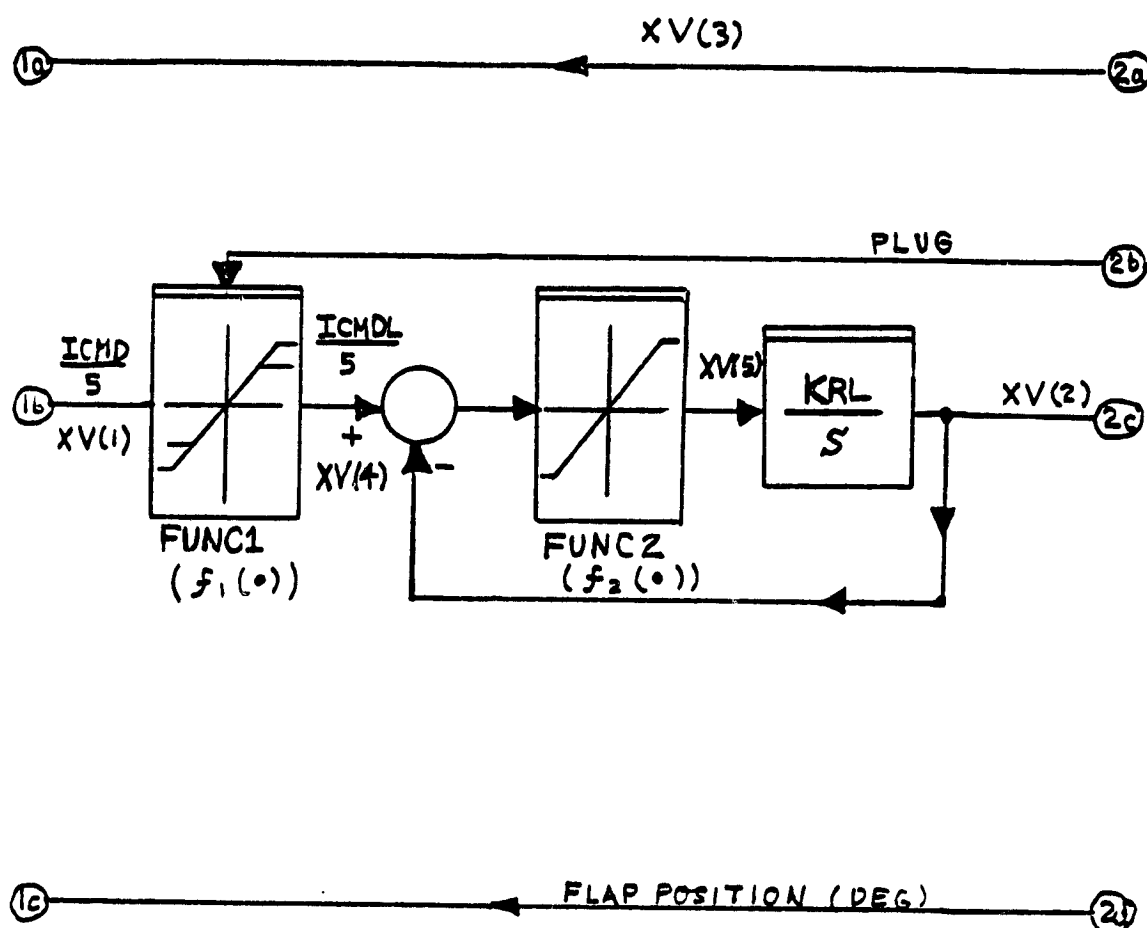 XV(3)
1a
2a
PLUG
2b
ICMD
5
ICMDL
5
1b
XV(1)
+
XV(4)
-
XV(5)
KRL
S
XV(2)
2c
FUNC1
(f₁(•))
FUNC2
(f₂(•))
1c
FLAP POSITION (DEG)
2d